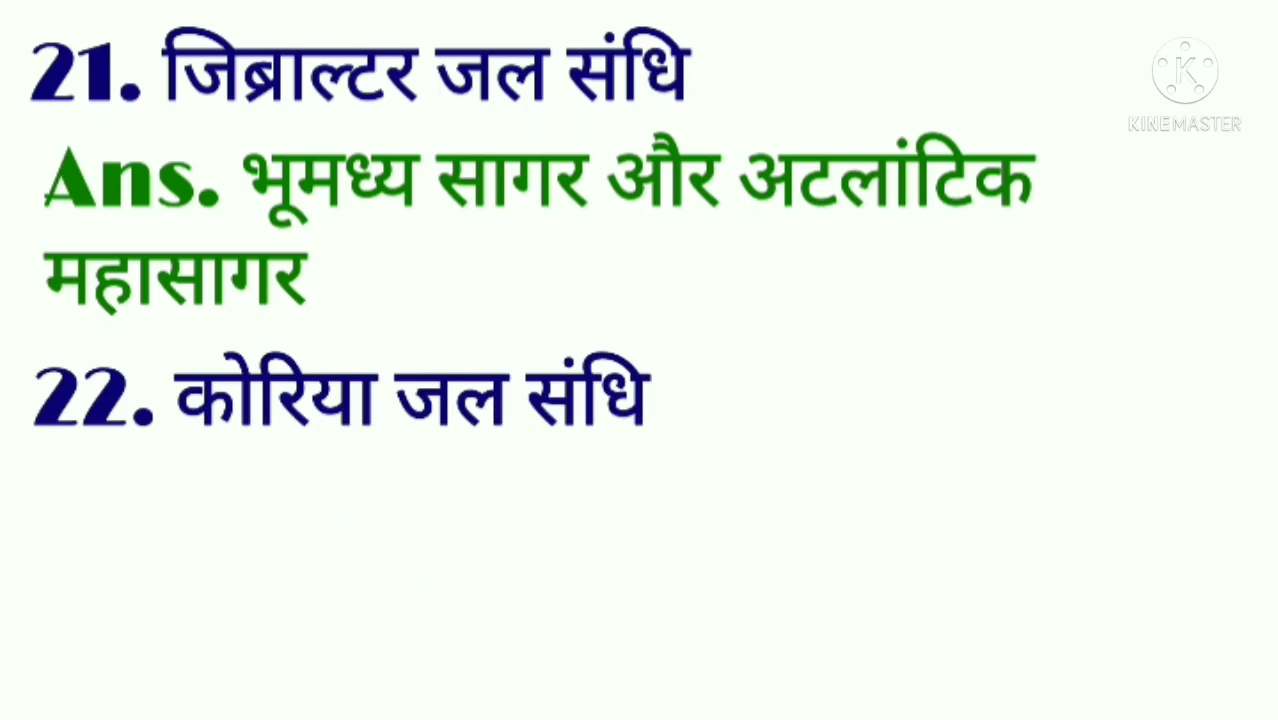 21. जिब्राल्टर जल संधि
KINEMASTER
Ans. भूमध्य सागर और अटलांटिक
महासागर
22. कोरिया जल संधि